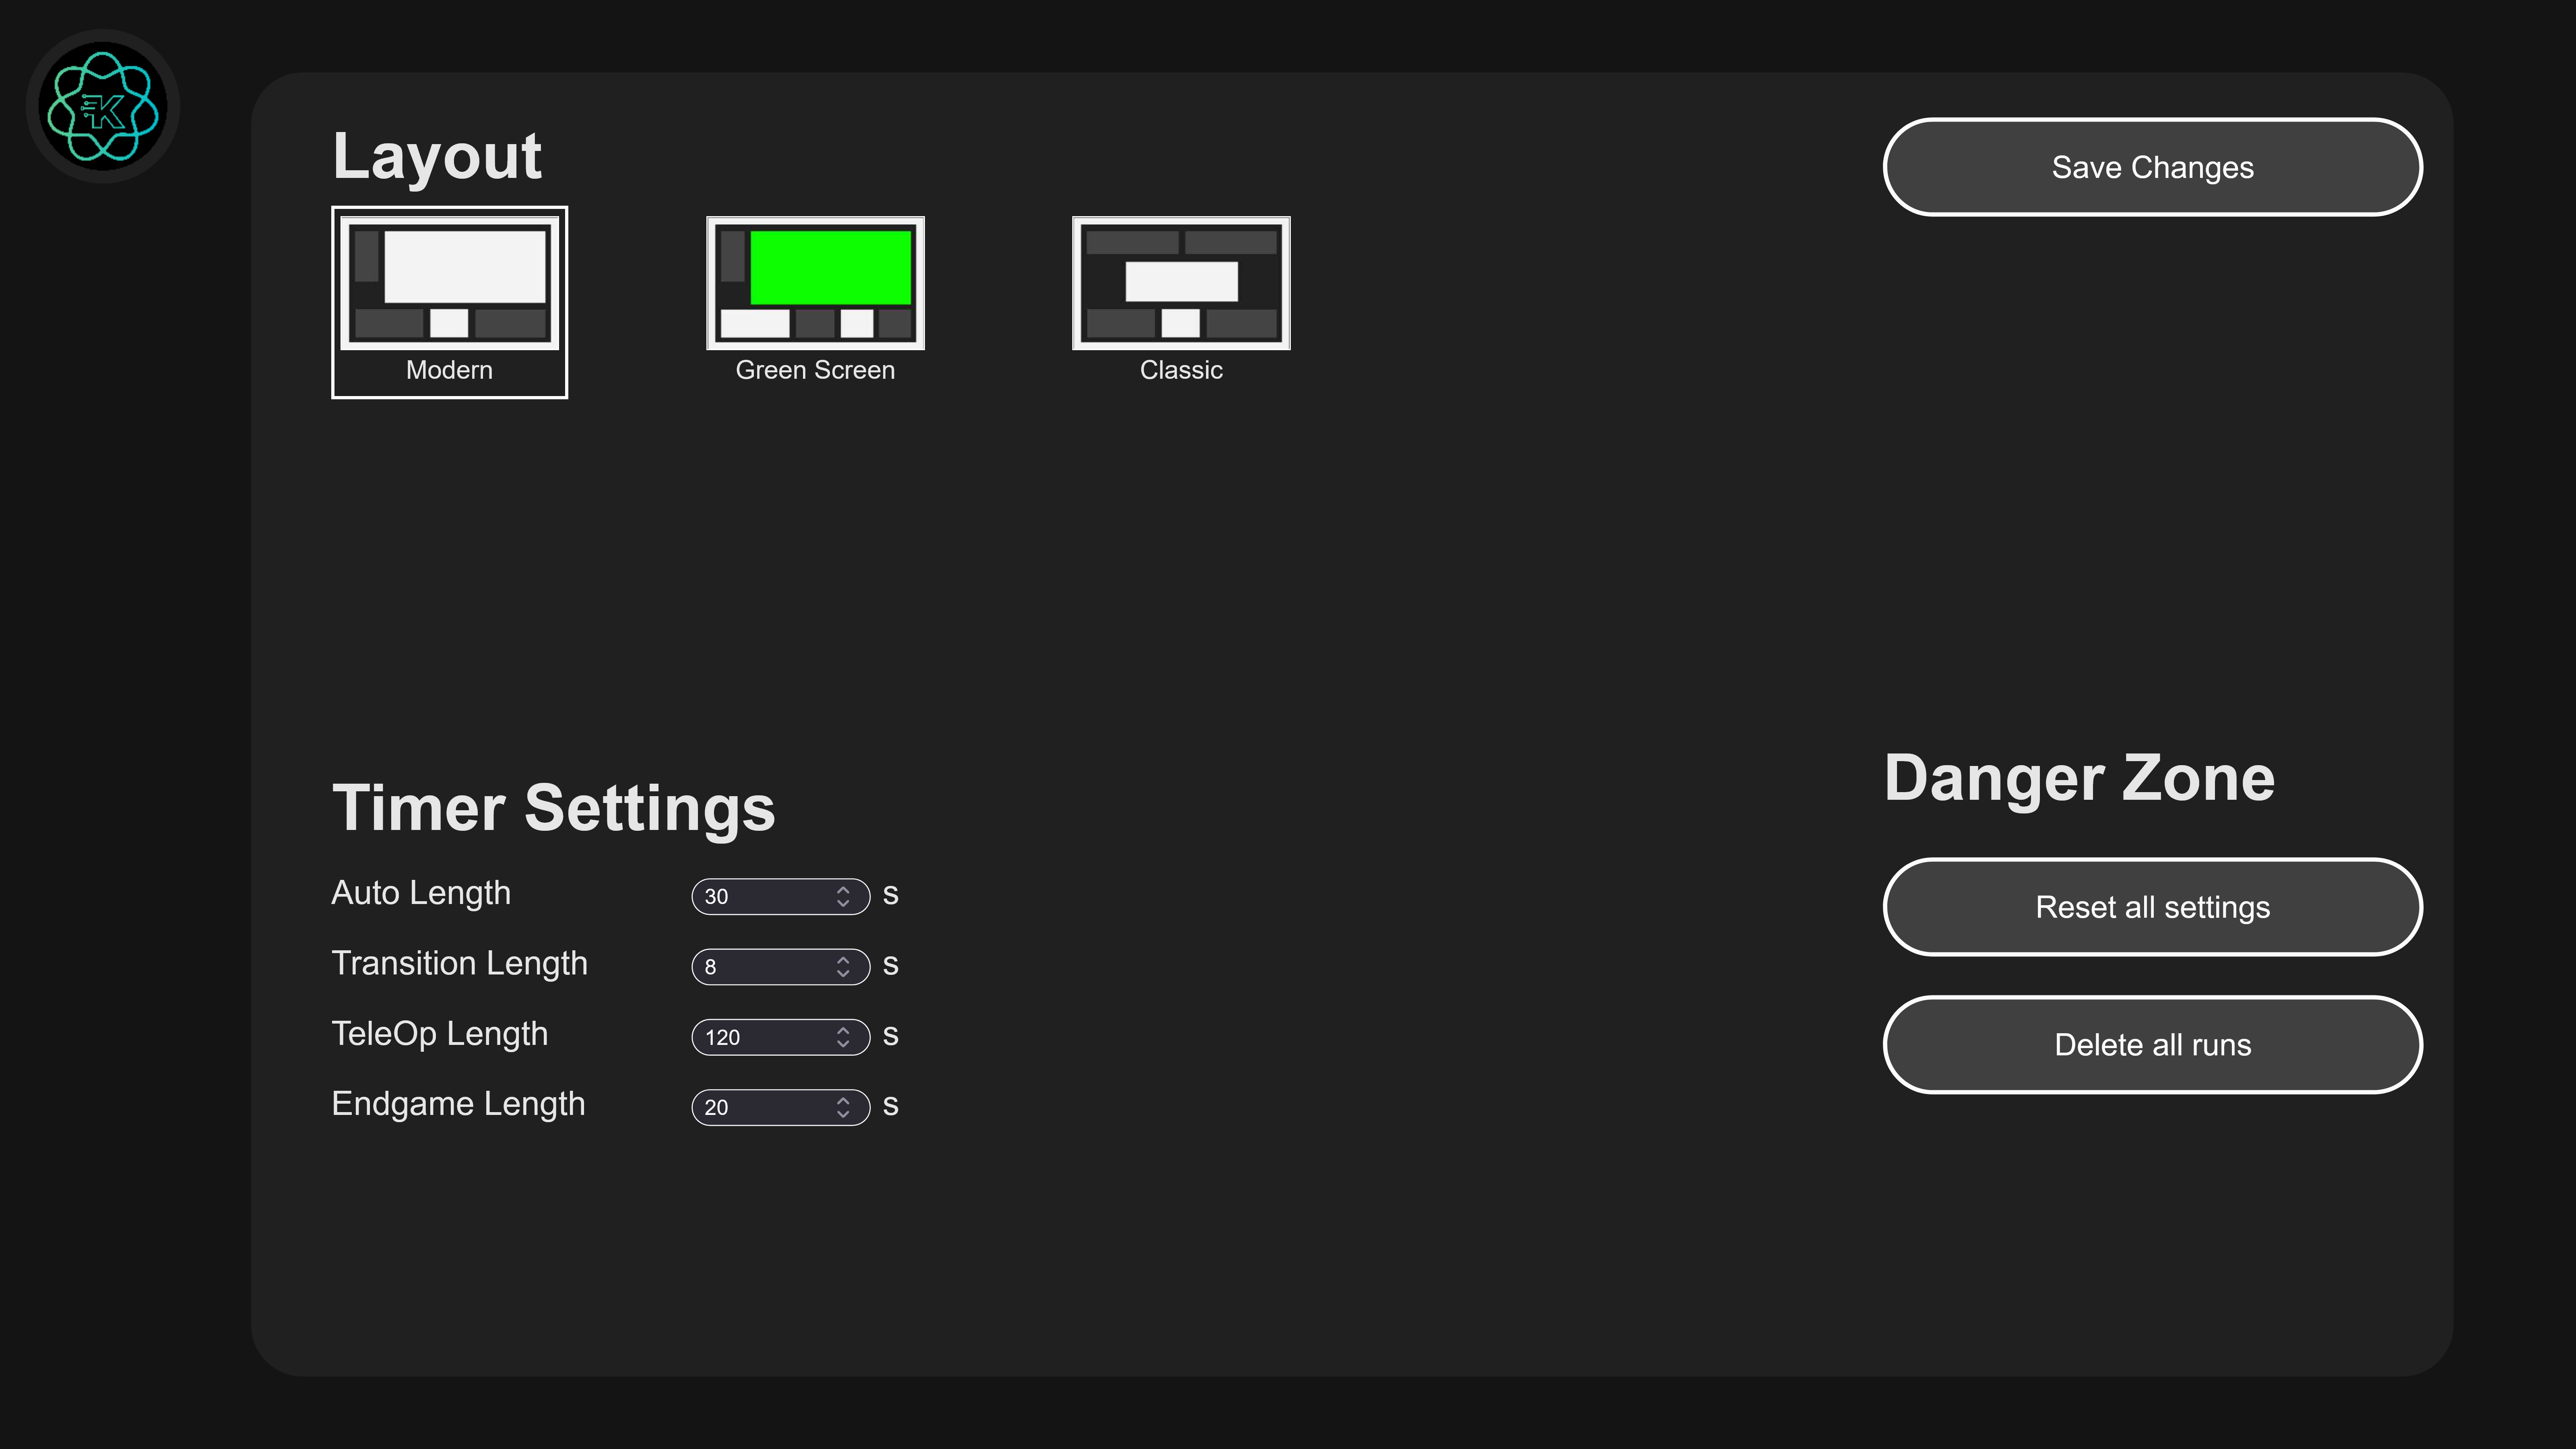 K
Layout
Save Changes
Modern
Green Screen
Classic
Timer Settings
Auto Length 30 s
Transition Length 8 s
TeleOp Length 120 s
Endgame Length 20 s
Danger Zone
Reset all settings
Delete all runs